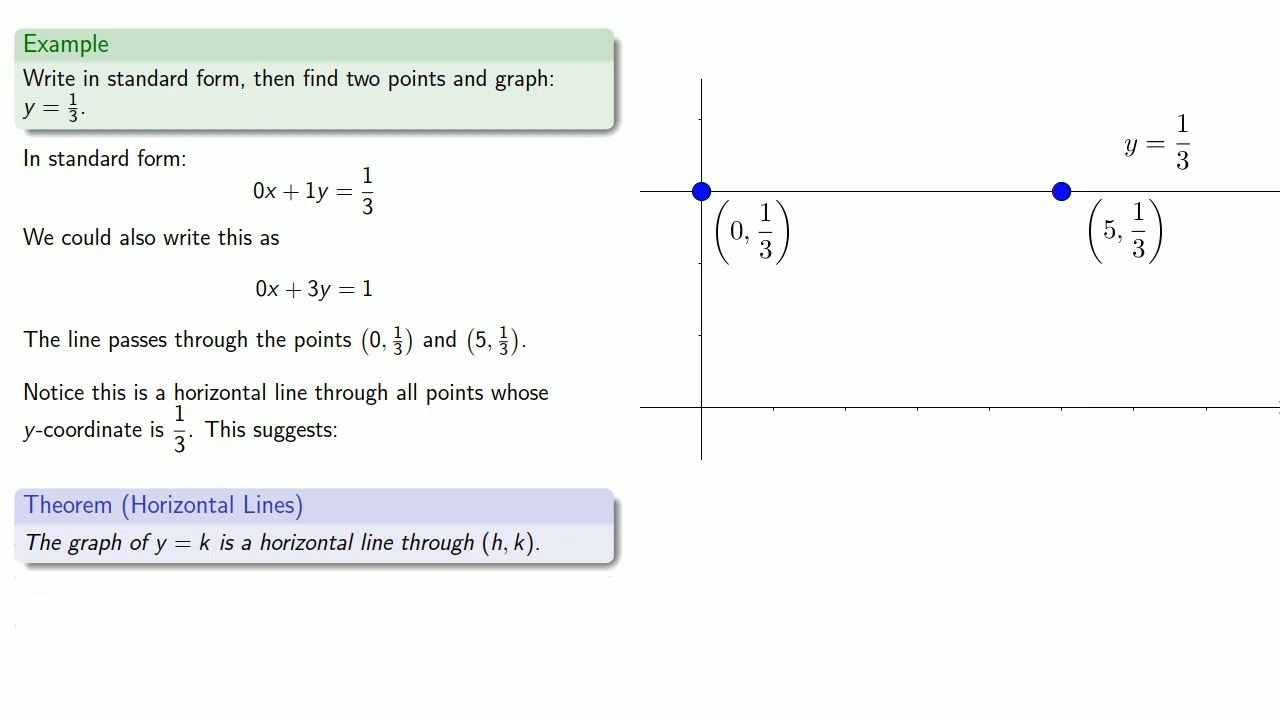 Example
Write in standard form, then find two points and graph:
y = 1/3.
In standard form:
0x + 1y = 1/3
We could also write this as
0x + 3y = 1
The line passes through the points (0, 1/3) and (5, 1/3).
Notice this is a horizontal line through all points whose
y-coordinate is 1/3. This suggests:
Theorem (Horizontal Lines)
The graph of y = k is a horizontal line through (h, k).
y = 1/3
(0, 1/3)
(5, 1/3)